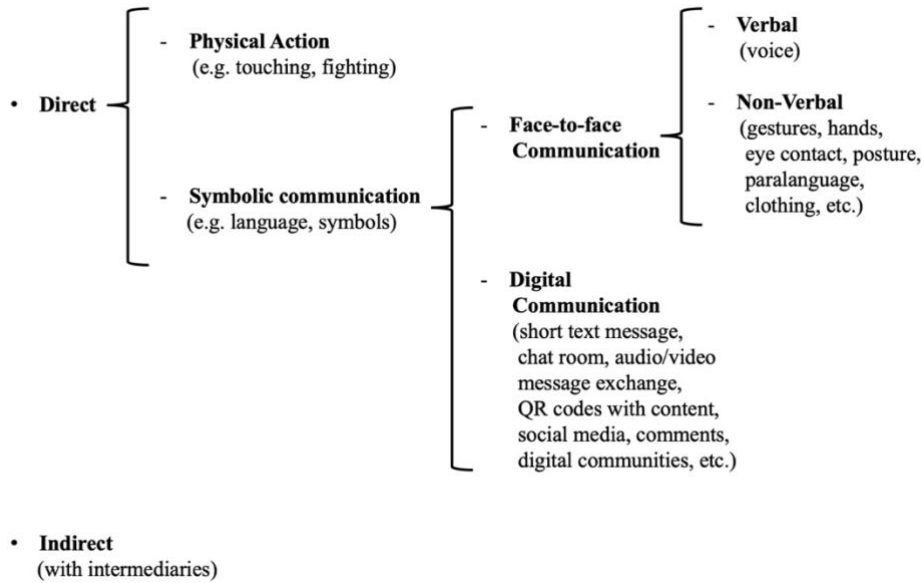 • Direct
- Physical Action
(e.g. touching, fighting)
- Symbolic communication
(e.g. language, symbols)
- Face-to-face
Communication
- Verbal
(voice)
- Non-Verbal
(gestures, hands,
eye contact, posture,
paralanguage,
clothing, etc.)
- Digital
Communication
(short text message,
chat room, audio/video
message exchange,
QR codes with content,
social media, comments,
digital communities, etc.)
• Indirect
(with intermediaries)